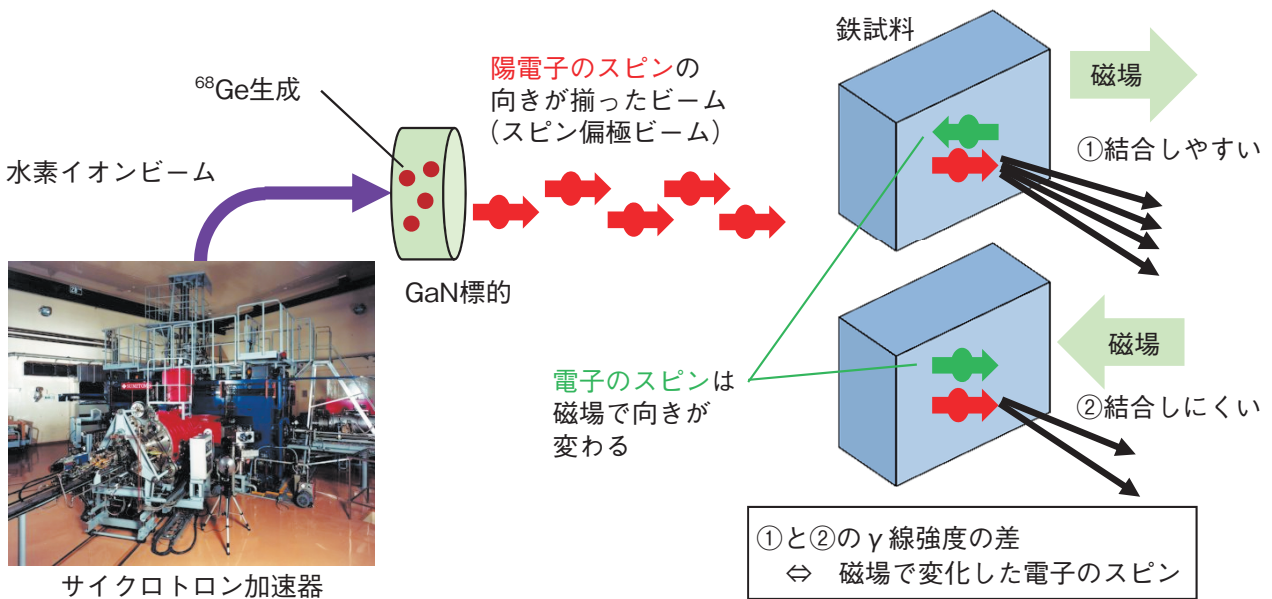 ⁶⁸Ge生成
水素イオンビーム
GaN標的
サイクロトロン加速器
陽電子のスピンの
向きが揃ったビーム
（スピン偏極ビーム）
電子のスピンは
磁場で向きが
変わる
鉄試料
磁場
①結合しやすい
磁場
②結合しにくい
①と②のγ線強度の差
⇔　磁場で変化した電子のスピン